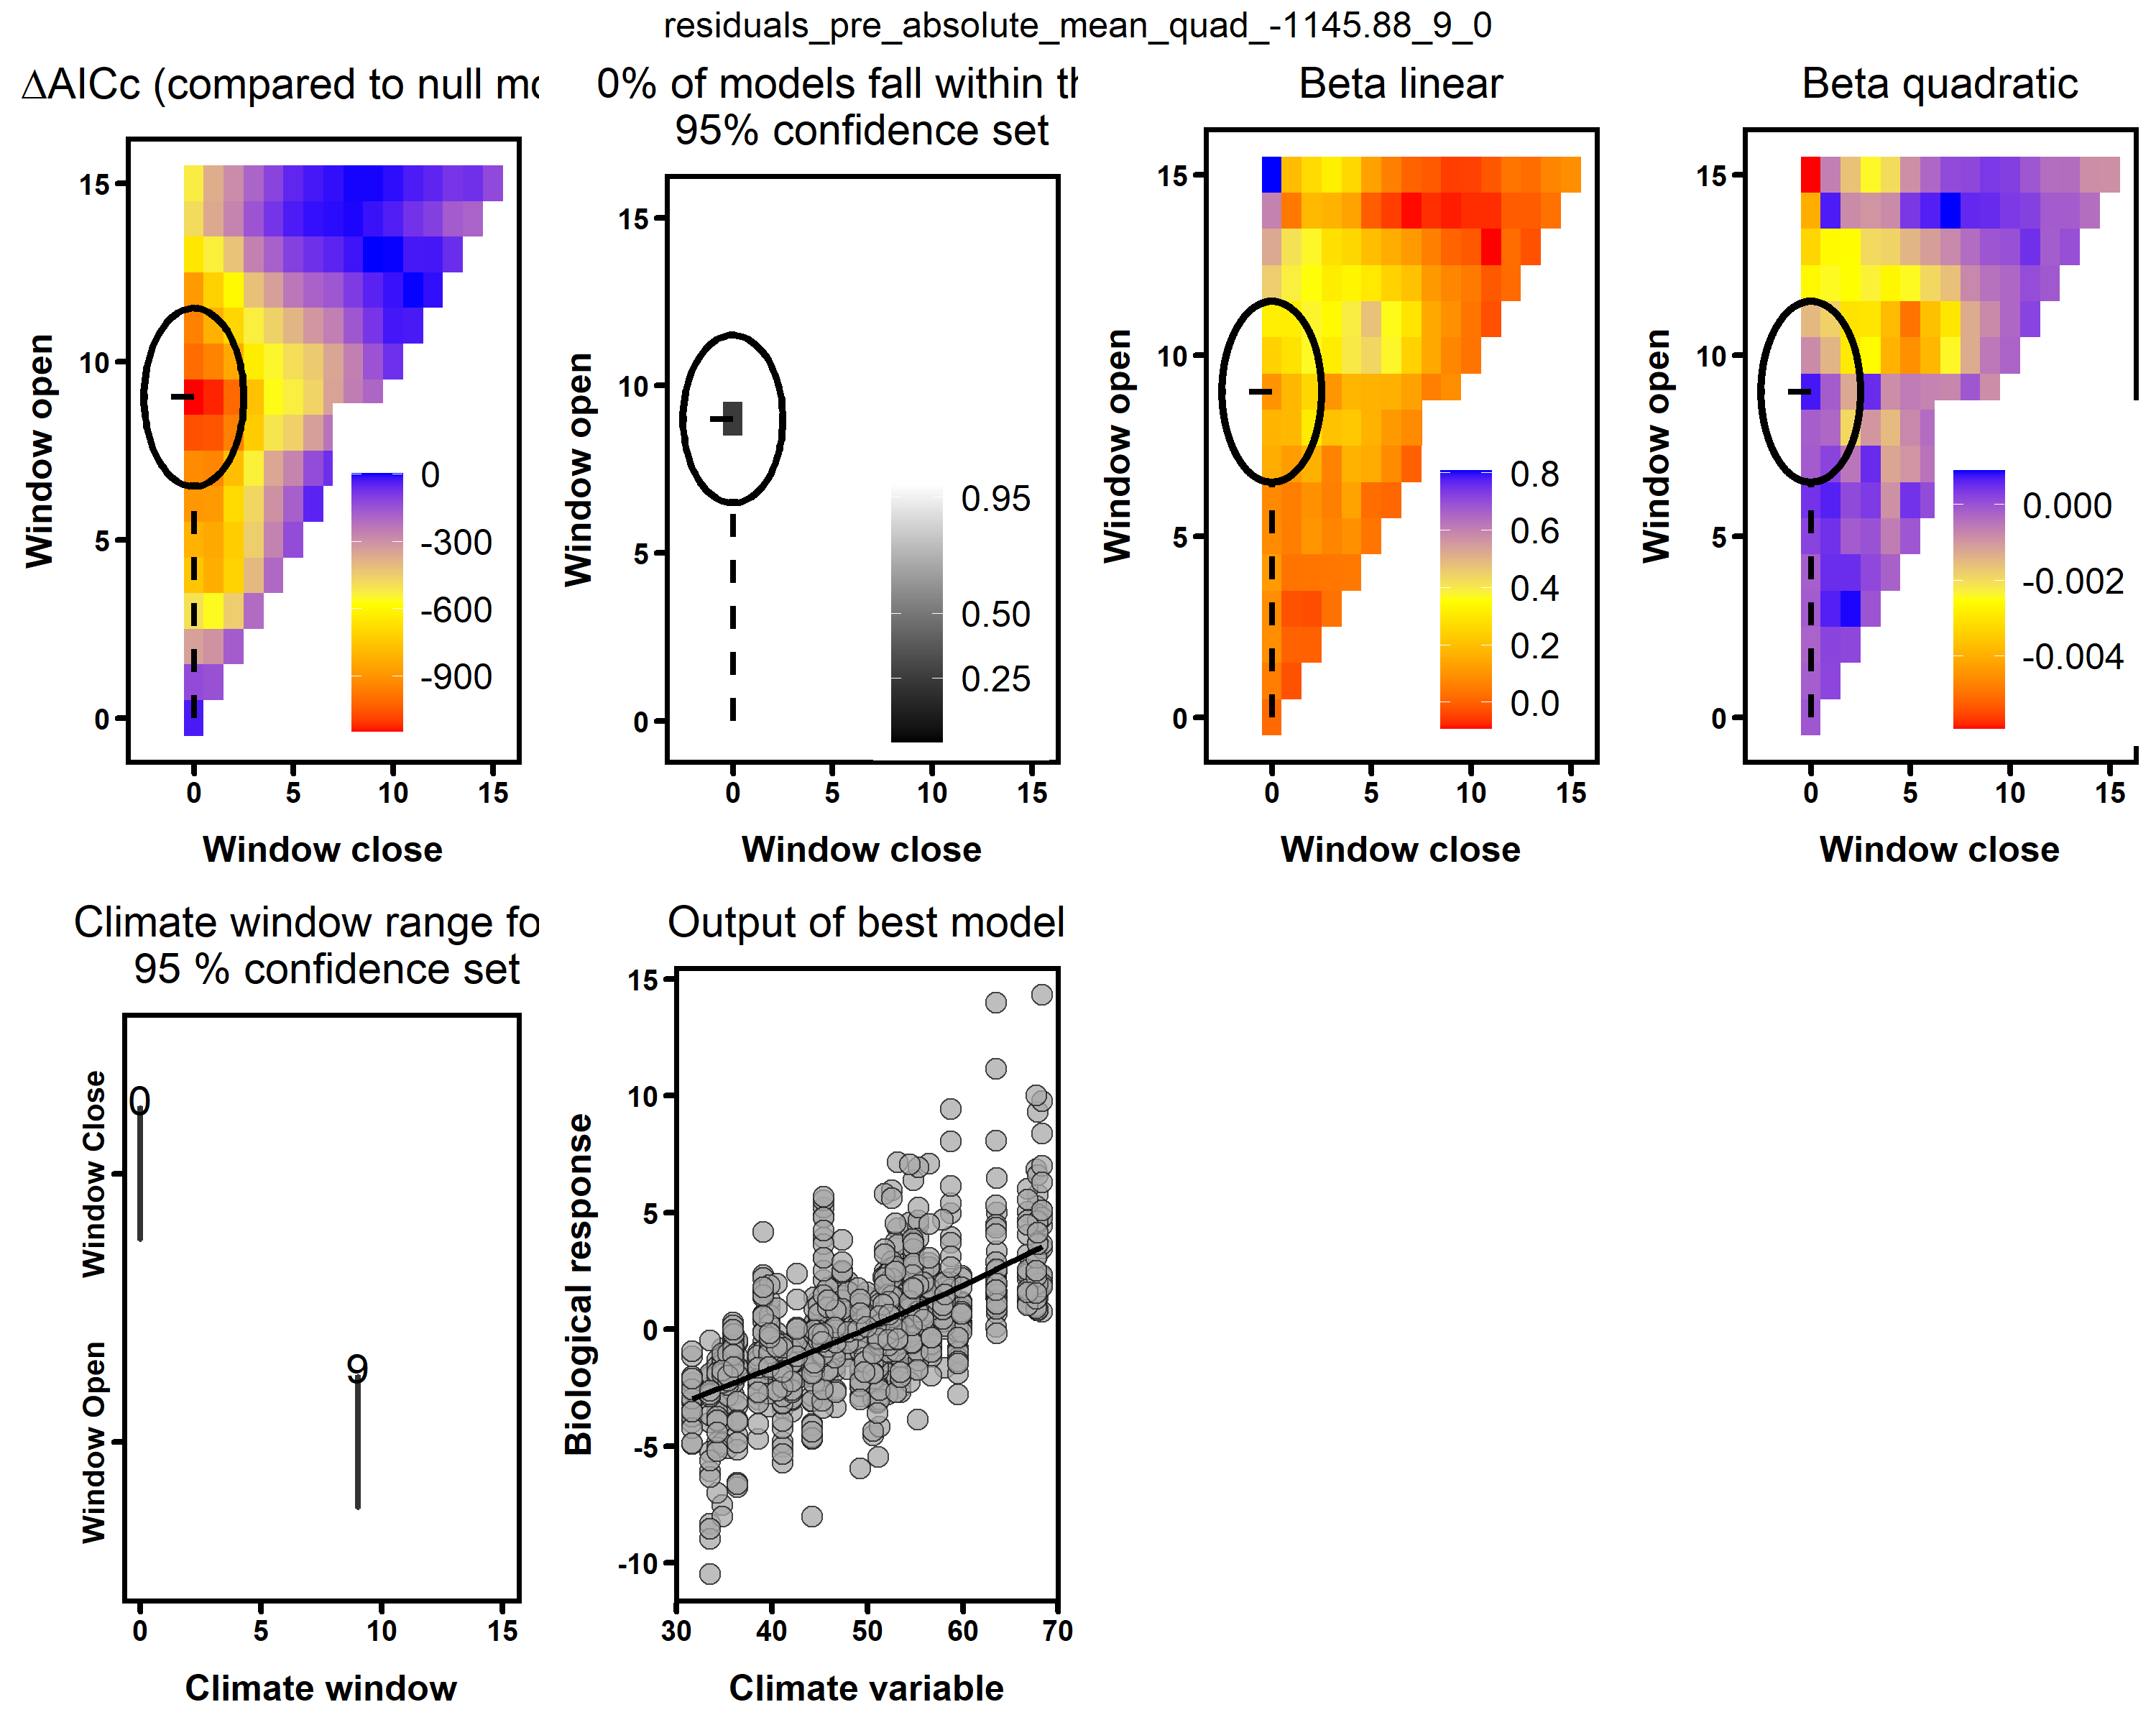 residuals_pre_absolute_mean_quad_-1145.88_9_0
ΔAICc (compared to null mo
Window open
15
10
5
0
0
-300
-600
-900
0 5 10 15
Window close
0% of models fall within th
95% confidence set
Window open
15
10
5
0
0.95
0.50
0.25
0 5 10 15
Window close
Beta linear
Window open
15
10
5
0
0.8
0.6
0.4
0.2
0.0
0 5 10 15
Window close
Beta quadratic
Window open
15
10
5
0
0.000
-0.002
-0.004
0 5 10 15
Window close
Climate window range fo
95 % confidence set
Window Close
Window Open
0
9
0 5 10 15
Climate window
Output of best model
Biological response
15
10
5
0
-5
-10
30 40 50 60 70
Climate variable